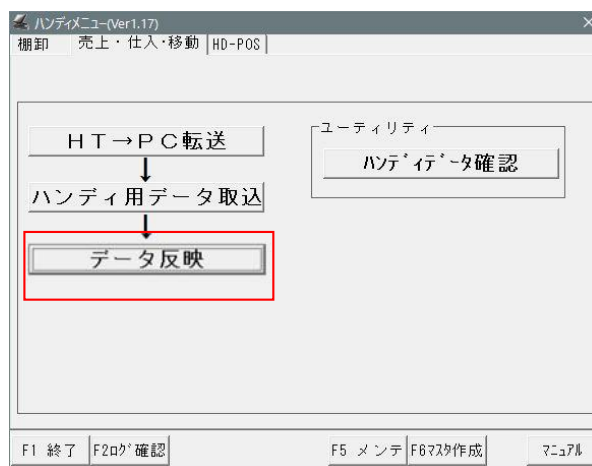 ハンディメニュー(Ver1.17)
棚卸 売上・仕入・移動 HD-POS
HT→PC転送
ハンディ用データ取込
データ反映
ユーティリティ
ﾊﾝﾃﾞｨﾃﾞｰﾀ確認
F1 終了 F2ﾛｸﾞ確認 F5 メンテ F6ﾏｽﾀ作成 ﾏﾆｭｱﾙ